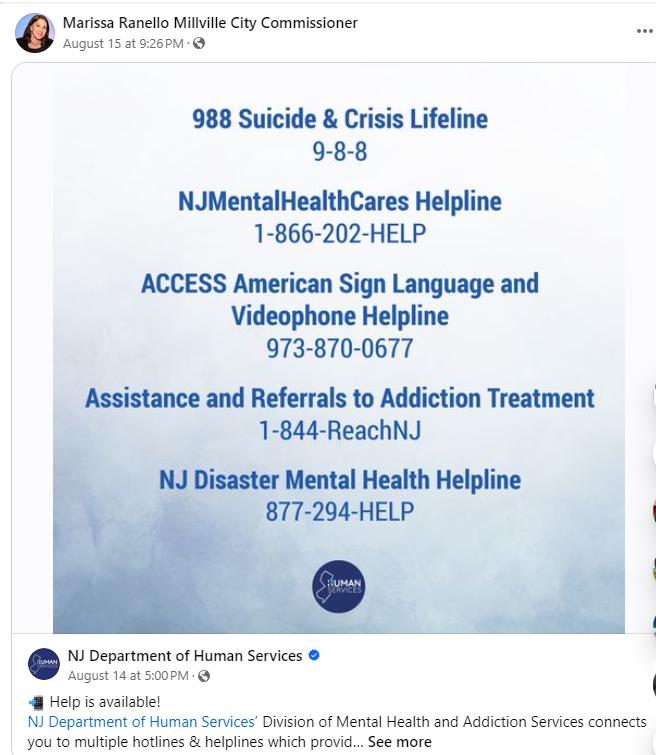 Marissa Ranello Millville City Commissioner
August 15 at 9:26 PM ·
988 Suicide & Crisis Lifeline
9-8-8
NJMentalHealthCares Helpline
1-866-202-HELP
ACCESS American Sign Language and
Videophone Helpline
973-870-0677
Assistance and Referrals to Addiction Treatment
1-844-ReachNJ
NJ Disaster Mental Health Helpline
877-294-HELP
HUMAN
SERVICES
HUMAN
SERVICES
NJ Department of Human Services
August 14 at 5:00 PM ·
Help is available!
NJ Department of Human Services’ Division of Mental Health and Addiction Services connects
you to multiple hotlines & helplines which provid... See more